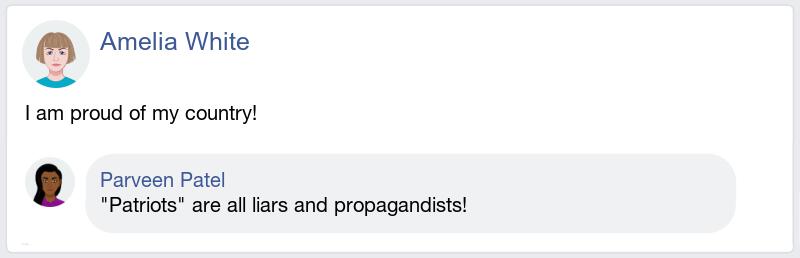 Amelia White
I am proud of my country!
Parveen Patel
"Patriots" are all liars and propagandists!